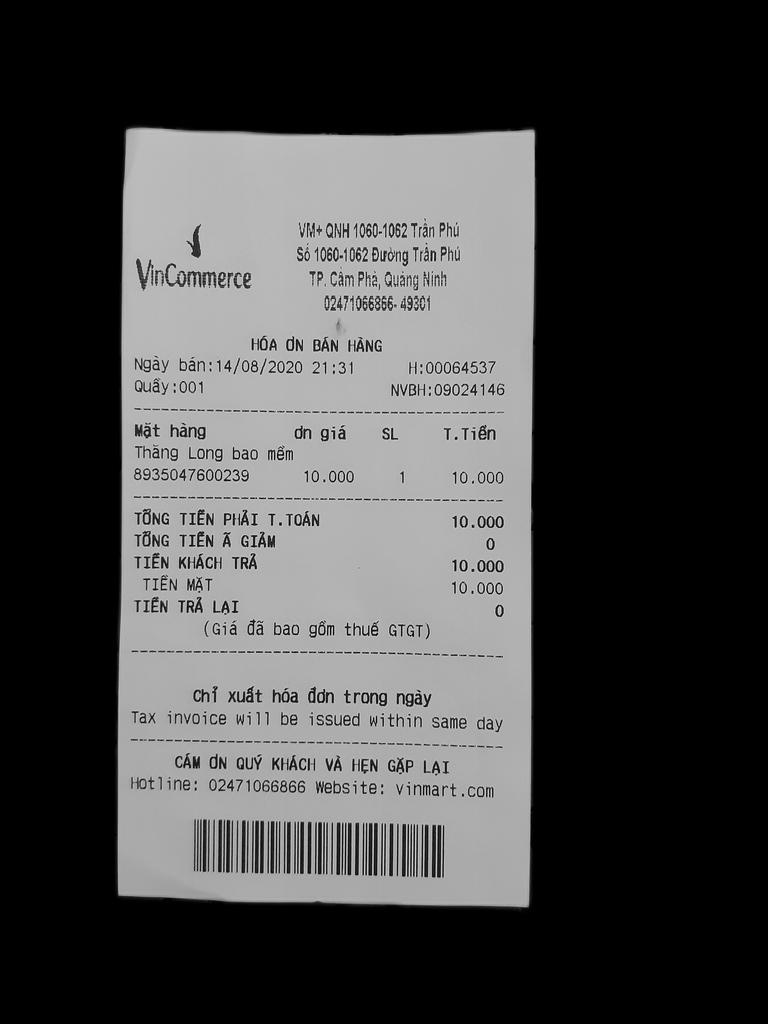 VinCommerce
VM+ QNH 1060-1062 Trần Phú
Số 1060-1062 Đường Trần Phú
TP. Cẩm Phả, Quảng Ninh
02471066866- 49301
HÓA ƠN BÁN HÀNG
Ngày bán:14/08/2020 21:31 H:00064537
Quầy:001 NVBH:09024146
Mặt hàng ơn giá SL T.Tiền
Thăng Long bao mềm
8935047600239 10.000 1 10.000
TỔNG TIỀN PHẢI T.TOÁN 10.000
TỔNG TIỀN Ã GIẢM 0
TIỀN KHÁCH TRẢ 10.000
TIỀN MẶT 10.000
TIỀN TRẢ LẠI 0
(Giá đã bao gồm thuế GTGT)
Chỉ xuất hóa đơn trong ngày
Tax invoice will be issued within same day
CÁM ƠN QUÝ KHÁCH VÀ HẸN GẶP LẠI
Hotline: 02471066866 Website: vinmart.com